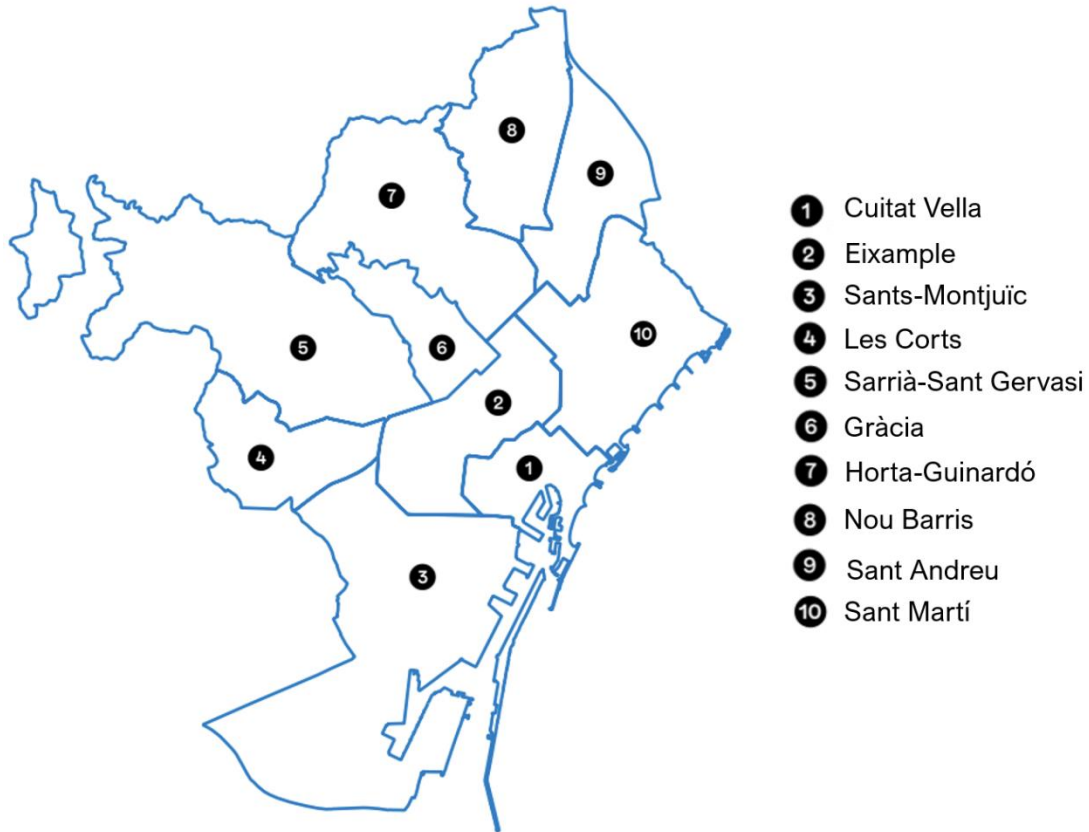 8
9
7
10
5
6
2
4
1
3
1 Cuitat Vella
2 Eixample
3 Sants-Montjuïc
4 Les Corts
5 Sarrià-Sant Gervasi
6 Gràcia
7 Horta-Guinardó
8 Nou Barris
9 Sant Andreu
10 Sant Martí